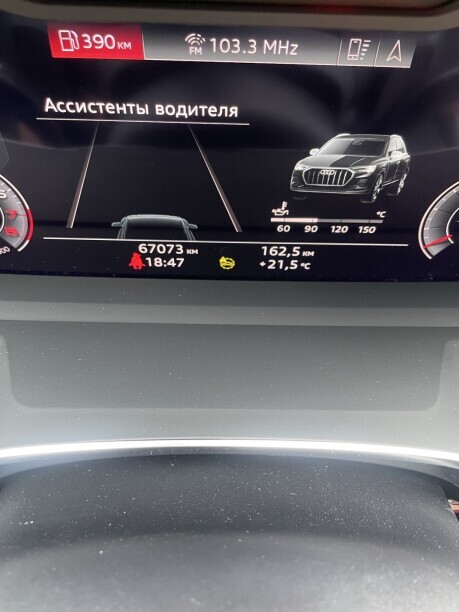 390 КМ
FM 103.3 MHz
Ассистенты водителя
°C
60 90 120 150
67073 КМ 162,5 КМ
18:47 +21,5 °C